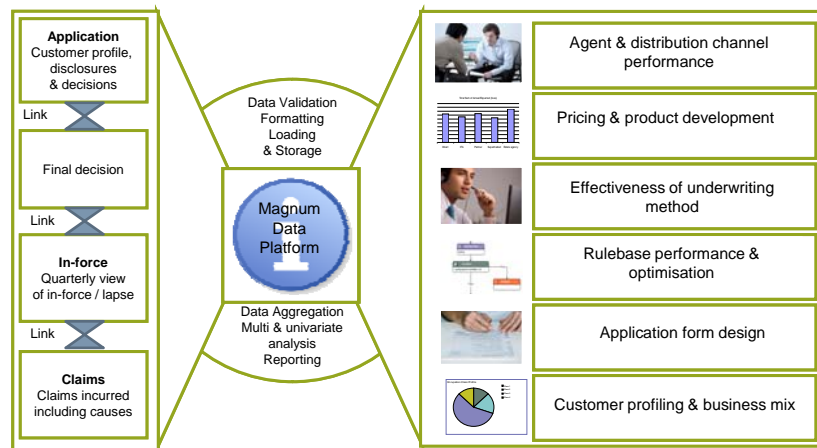 Application
Customer profile,
disclosures
& decisions
Link
Final decision
Link
In-force
Quarterly view
of in-force / lapse
Link
Claims
Claims incurred
including causes
Data Validation
Formatting
Loading
& Storage
Magnum
Data
Platform
Data Aggregation
Multi & univariate
analysis
Reporting
Agent & distribution channel
performance
Pricing & product development
Effectiveness of underwriting
method
Rulebase performance &
optimisation
Application form design
Customer profiling & business mix